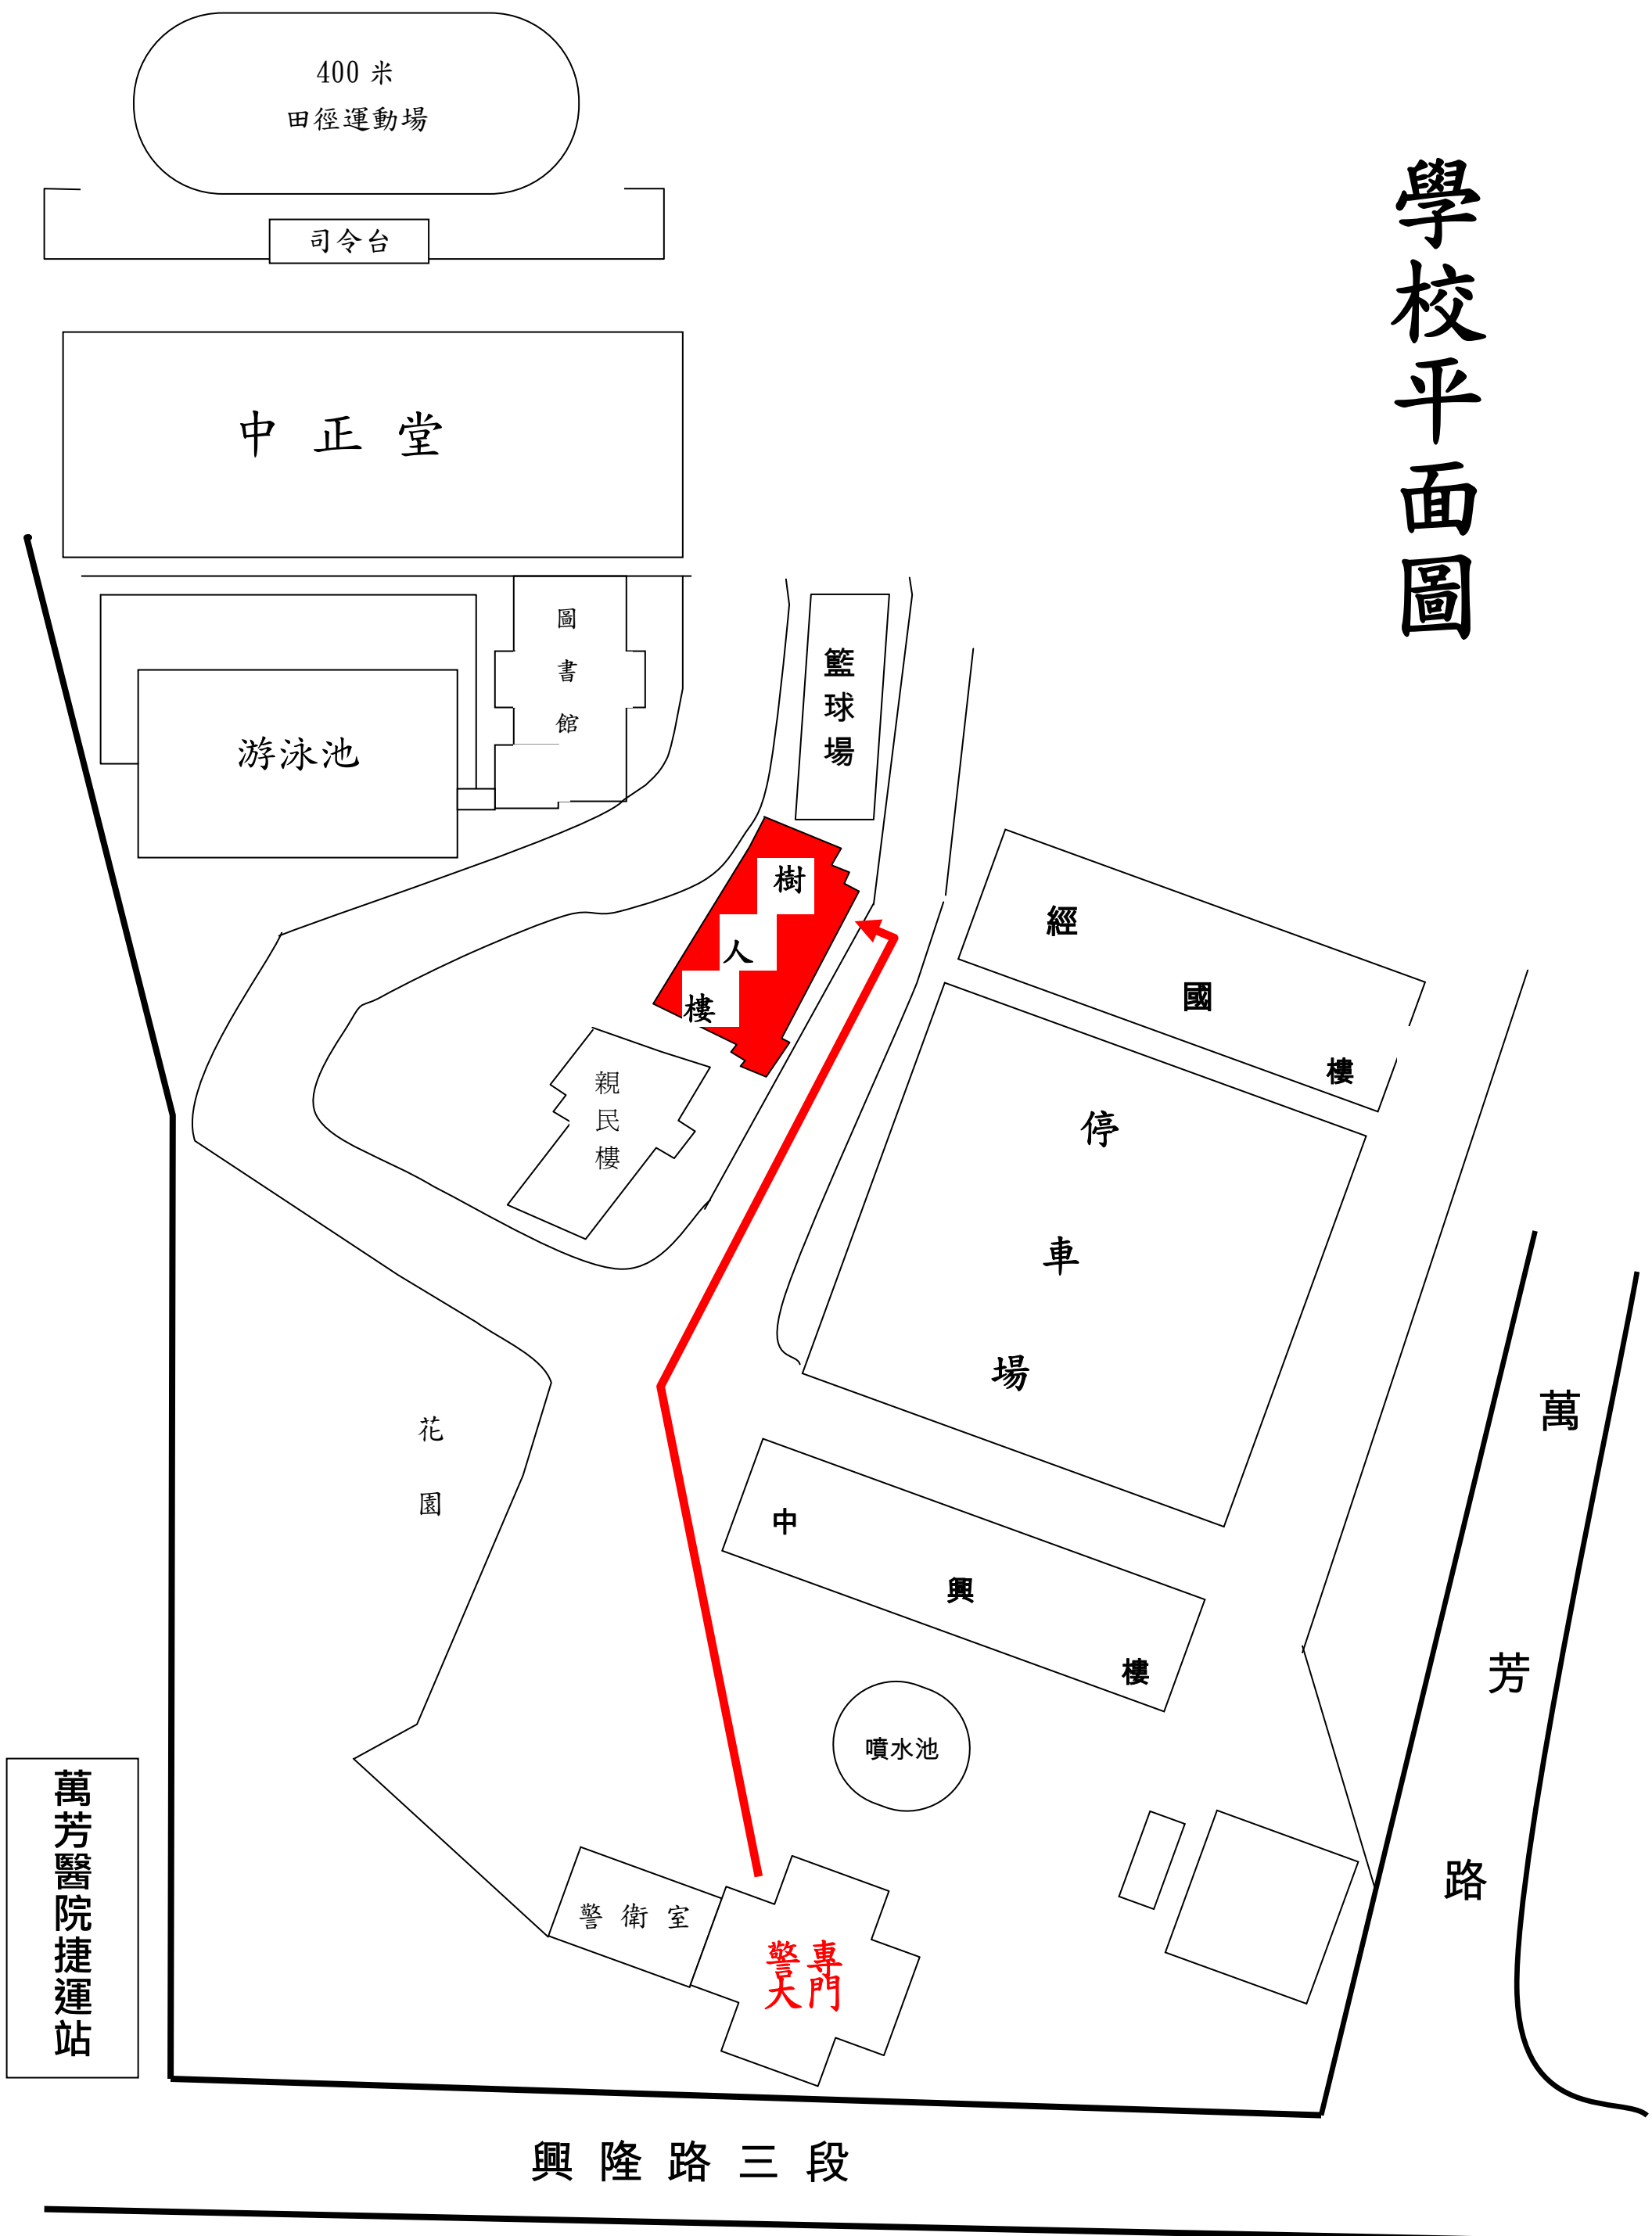 學校平面圖
400 米
田徑運動場
司令台
中正堂
圖書館
游泳池
籃球場
樹人樓
親民樓
經國樓
停車場
花園
中興樓
噴水池
警衛室
警專
大門
萬芳路
萬芳醫院捷運站
興隆路三段